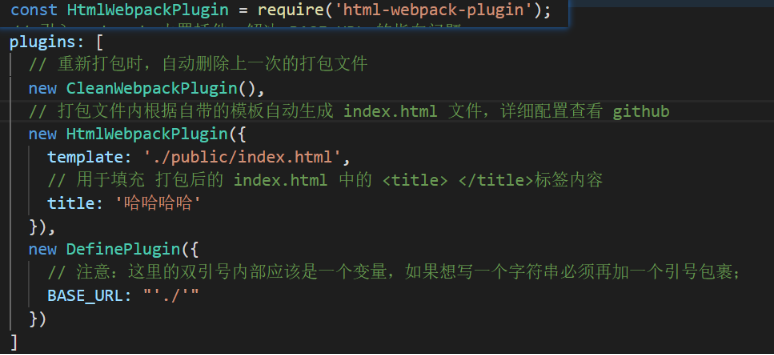 const HtmlWebpackPlugin = require('html-webpack-plugin');
plugins: [
// 重新打包时，自动删除上一次的打包文件
new CleanWebpackPlugin(),
// 打包文件内根据自带的模板自动生成 index.html 文件，详细配置查看 github
new HtmlWebpackPlugin({
template: './public/index.html',
// 用于填充 打包后的 index.html 中的 <title> </title>标签内容
title: '哈哈哈哈'
}),
new DefinePlugin({
// 注意：这里的双引号内部应该是一个变量，如果想写一个字符串必须再加一个引号包裹；
BASE_URL: "'./'"
})
]